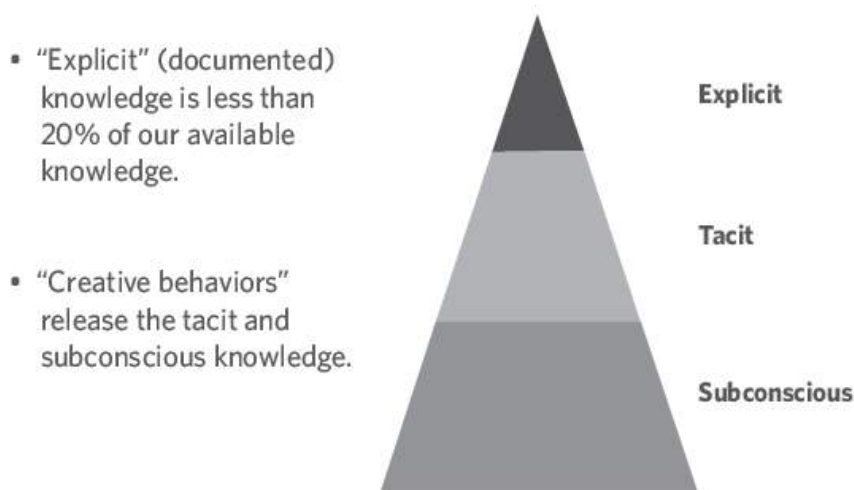 • “Explicit” (documented)
knowledge is less than
20% of our available
knowledge.
• “Creative behaviors”
release the tacit and
subconscious knowledge.
Explicit
Tacit
Subconscious